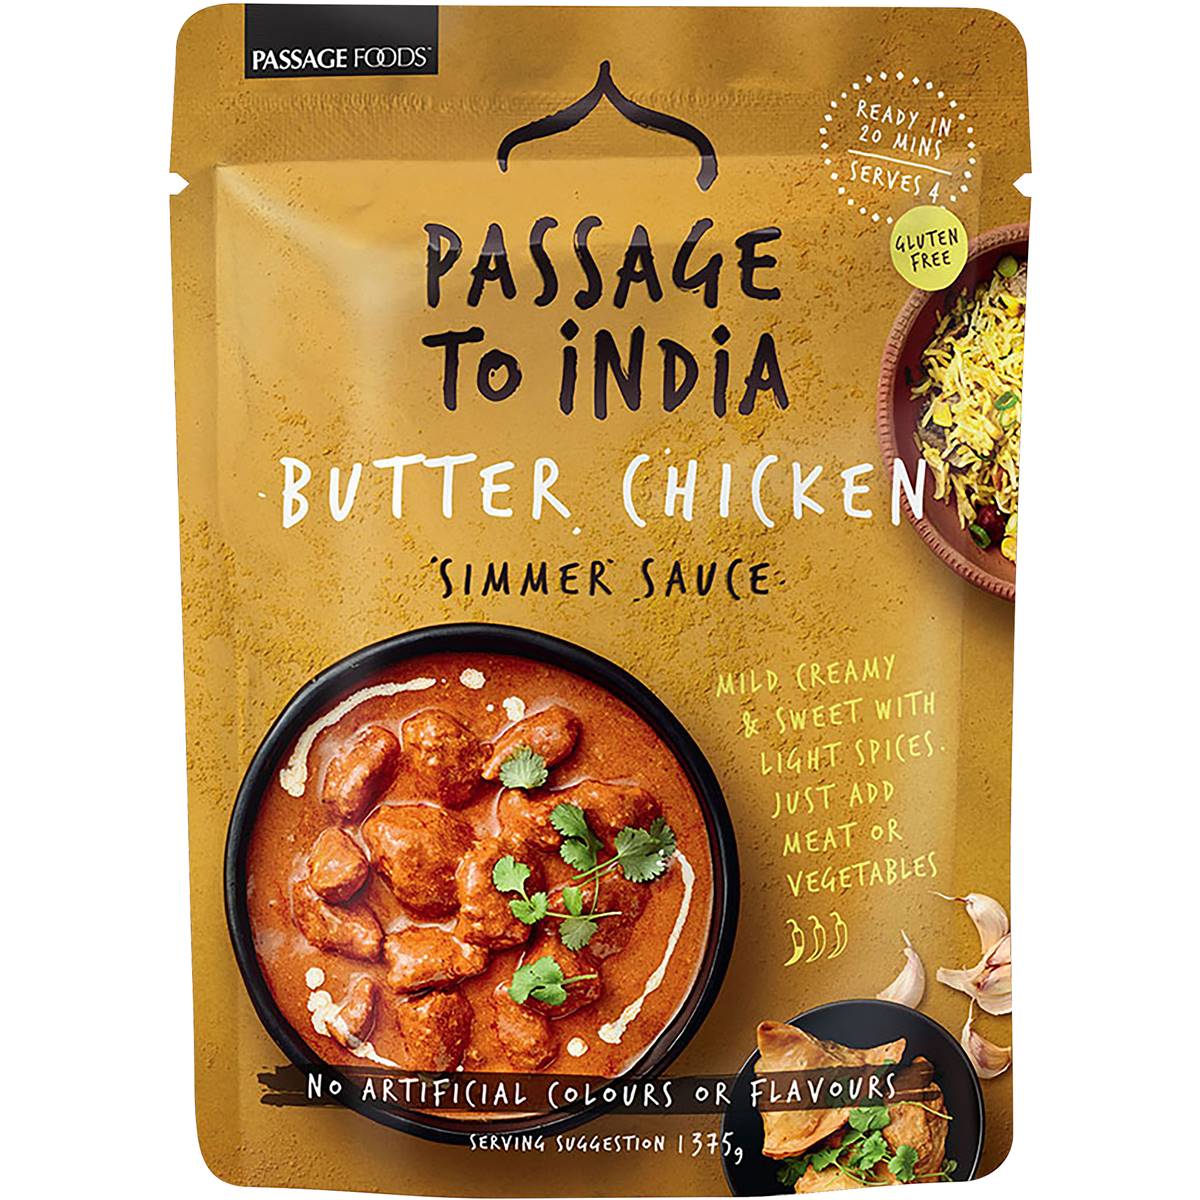 PASSAGE FOODS™
READY IN
20 MINS
SERVES 4
GLUTEN
FREE
PASSAGE
TO INDIA
BUTTER CHICKEN
SIMMER SAUCE
MILD CREAMY
& SWEET WITH
LIGHT SPICES.
JUST ADD
MEAT OR
VEGETABLES
NO ARTIFICIAL COLOURS OR FLAVOURS
SERVING SUGGESTION | 375g